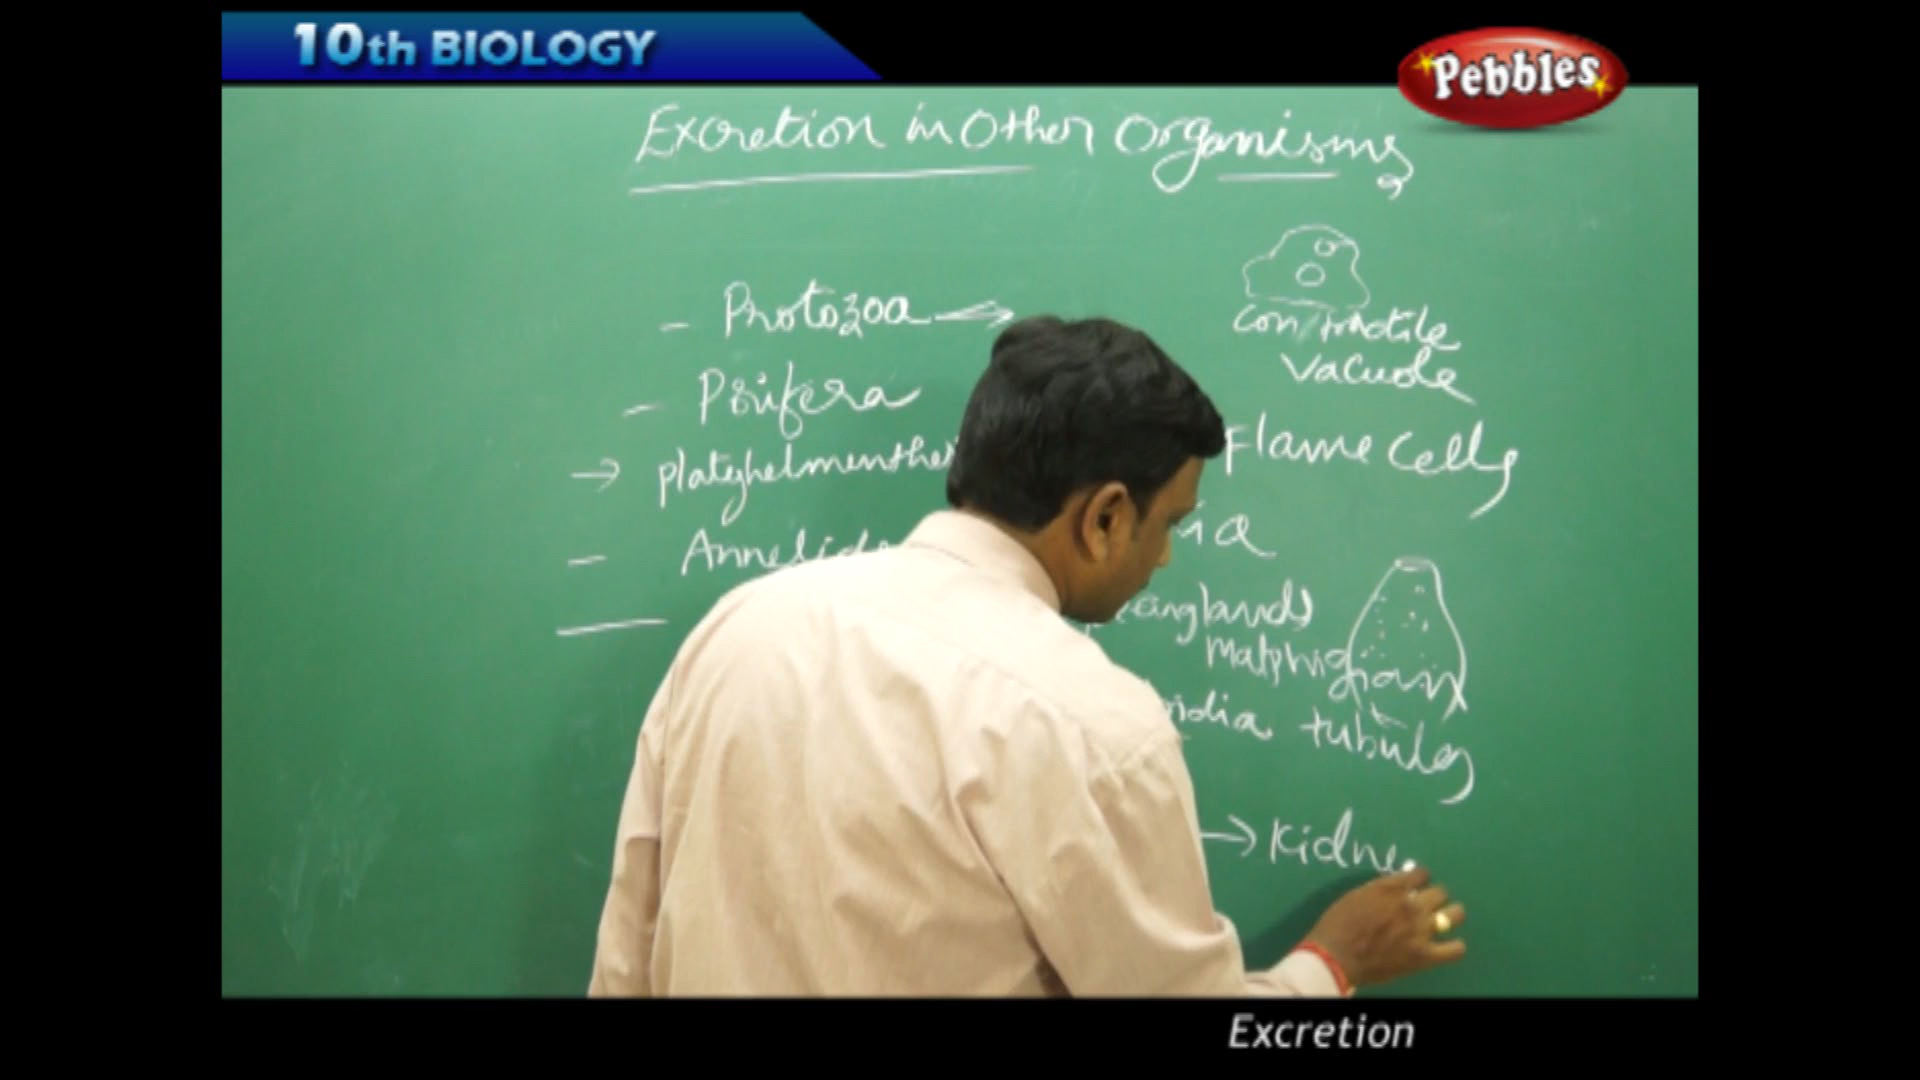 10th BIOLOGY
Pebbles
Excretion in Other Organisms
- Protozoa →
Contractile
Vacuole
- Porifera
→ Platyhelmenthes
Flame Cells
- Annelida
glands
Malphigian
tubules
→ Kidne
Excretion